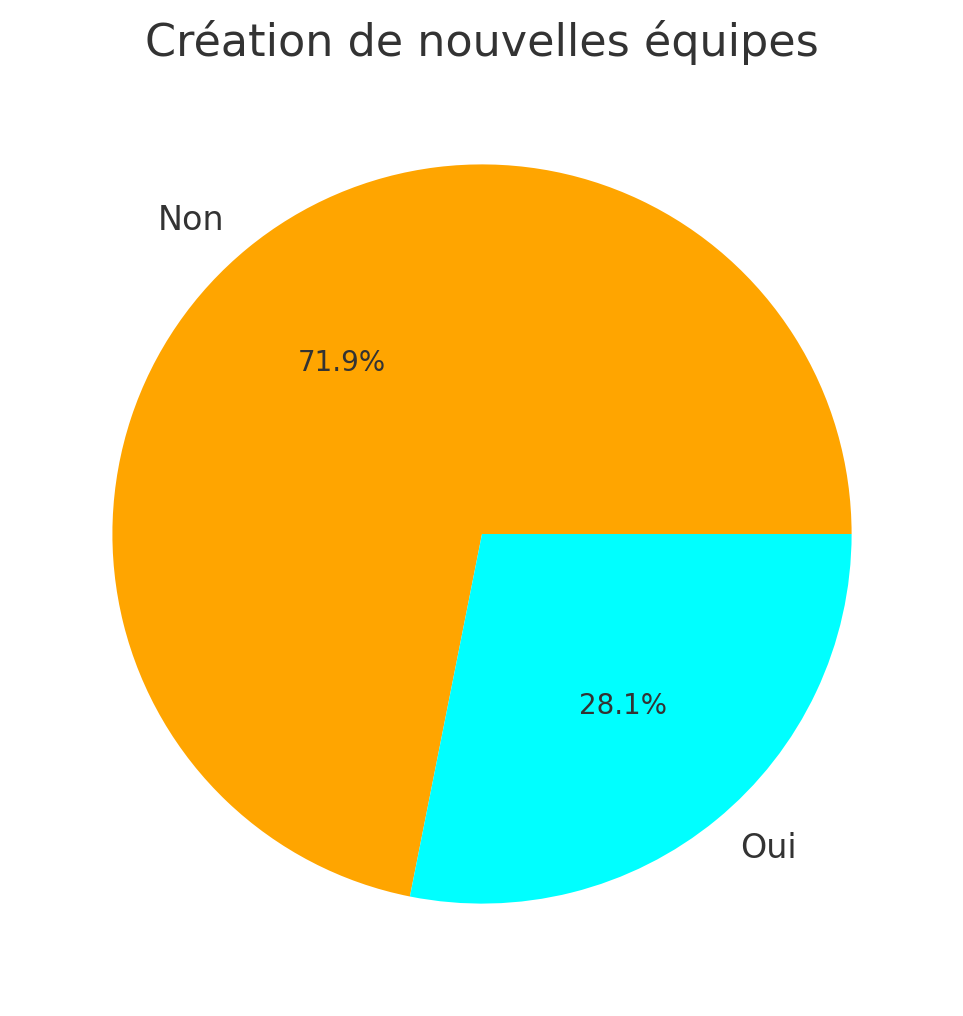 Création de nouvelles équipes
Non
71.9%
28.1%
Oui